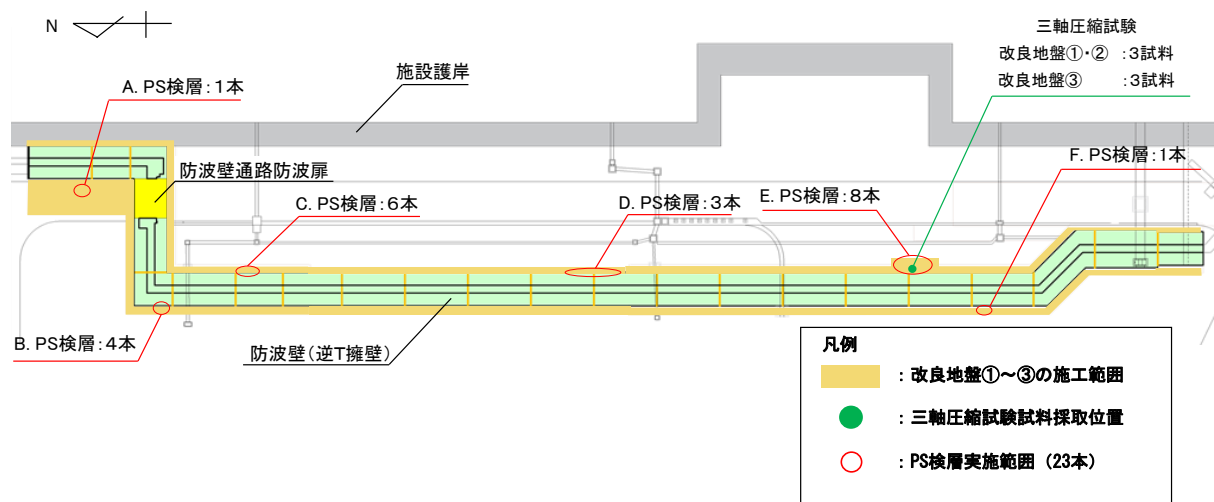 N
三軸圧縮試験
改良地盤①・② :3試料
改良地盤③ :3試料
施設護岸
A. PS検層:1本
F. PS検層:1本
防波壁通路防波扉
C. PS検層:6本
D. PS検層:3本
E. PS検層:8本
B. PS検層:4本
防波壁(逆T擁壁)
凡例
:改良地盤①~③の施工範囲
:三軸圧縮試験試料採取位置
:PS検層実施範囲(23本)